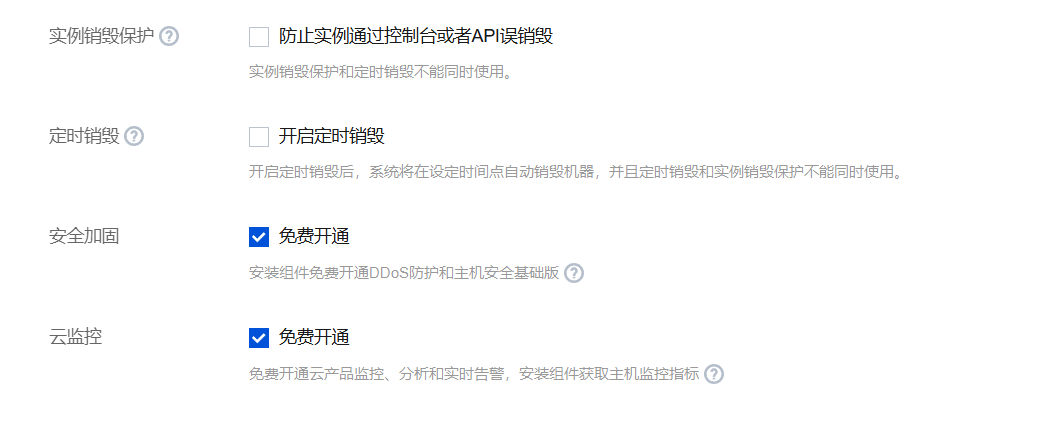 实例销毁保护 ? 防止实例通过控制台或者API误销毁
实例销毁保护和定时销毁不能同时使用。
定时销毁 ? 开启定时销毁
开启定时销毁后，系统将在设定时间点自动销毁机器，并且定时销毁和实例销毁保护不能同时使用。
安全加固 免费开通
安装组件免费开通DDoS防护和主机安全基础版 ?
云监控 免费开通
免费开通云产品监控、分析和实时告警，安装组件获取主机监控指标 ?